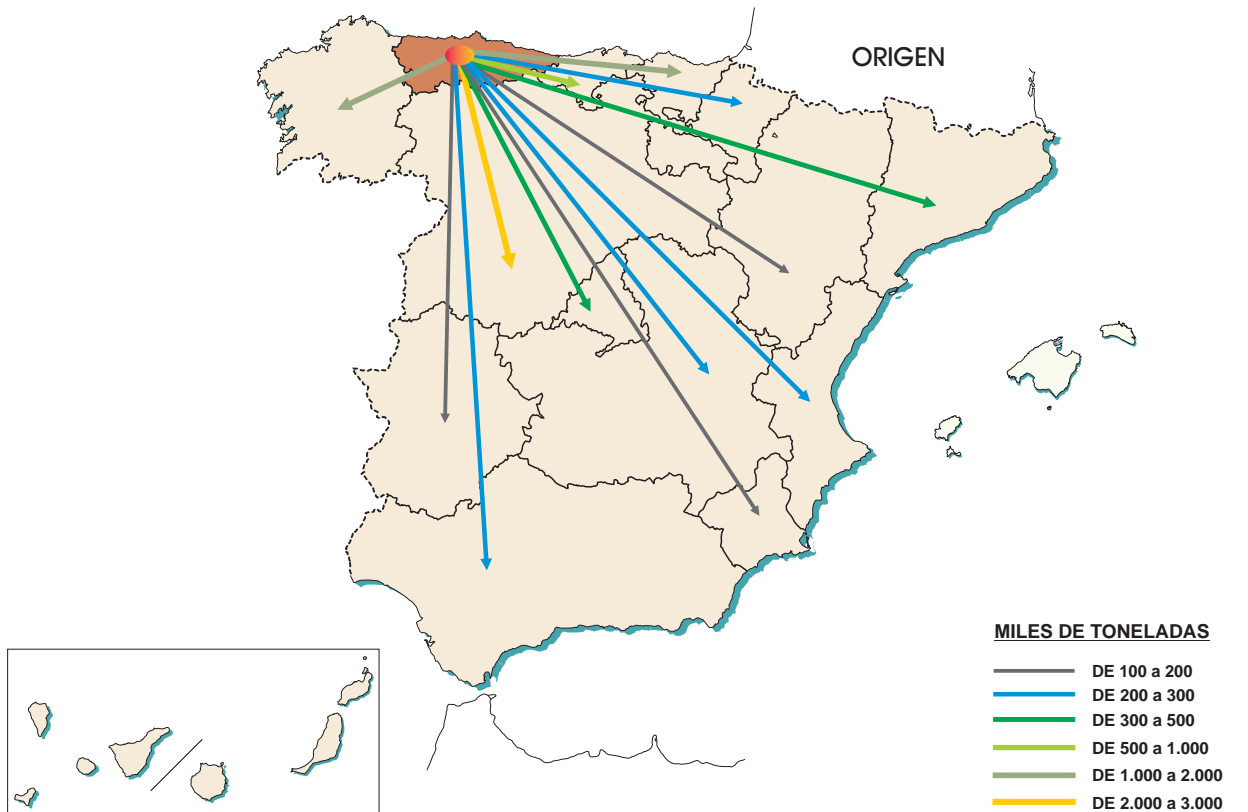 ORIGEN
MILES DE TONELADAS
DE 100 a 200
DE 200 a 300
DE 300 a 500
DE 500 a 1.000
DE 1.000 a 2.000
DE 2.000 a 3.000